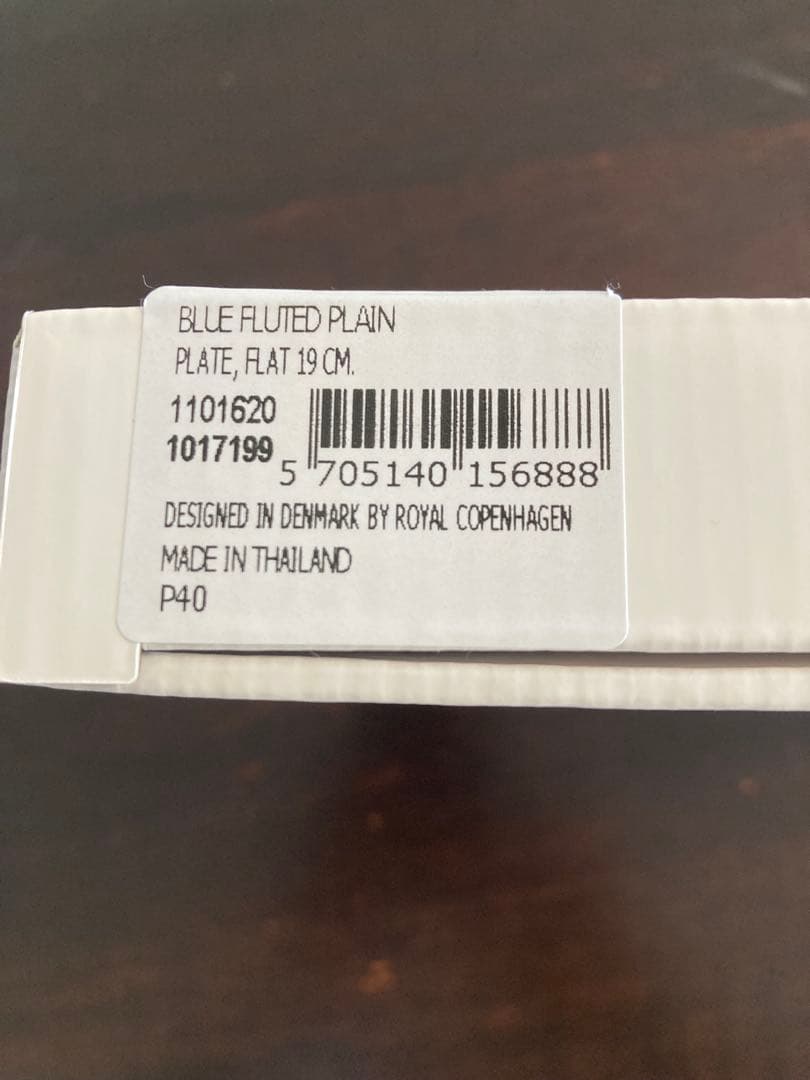 BLUE FLUTED PLAIN
PLATE, FLAT 19 CM.
1101620
1017199
5 705140 156888
DESIGNED IN DENMARK BY ROYAL COPENHAGEN
MADE IN THAILAND
P40